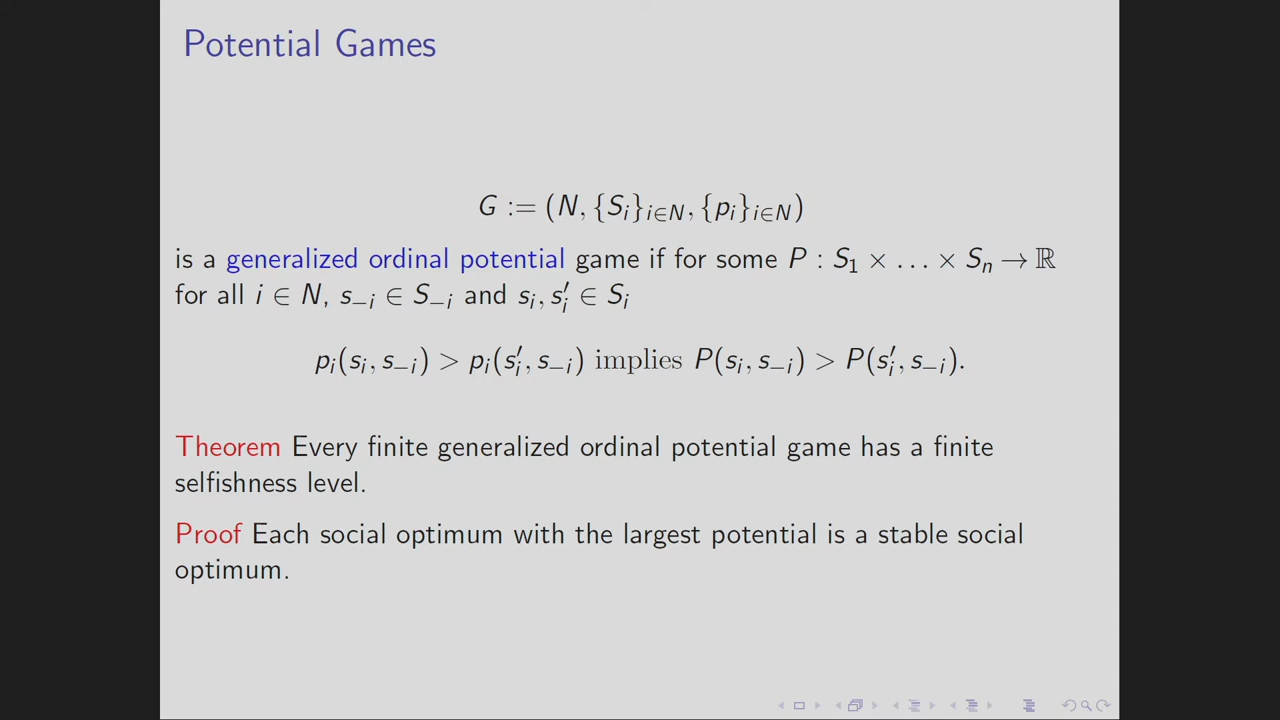 Potential Games
G := (N, {S_i}_{i∈N}, {p_i}_{i∈N})
is a generalized ordinal potential game if for some P : S_1 × . . . × S_n → ℝ
for all i ∈ N, s_{−i} ∈ S_{−i} and s_i, s′_i ∈ S_i
p_i(s_i, s_{−i}) > p_i(s′_i, s_{−i}) implies P(s_i, s_{−i}) > P(s′_i, s_{−i}).
Theorem Every finite generalized ordinal potential game has a finite
selfishness level.
Proof Each social optimum with the largest potential is a stable social
optimum.